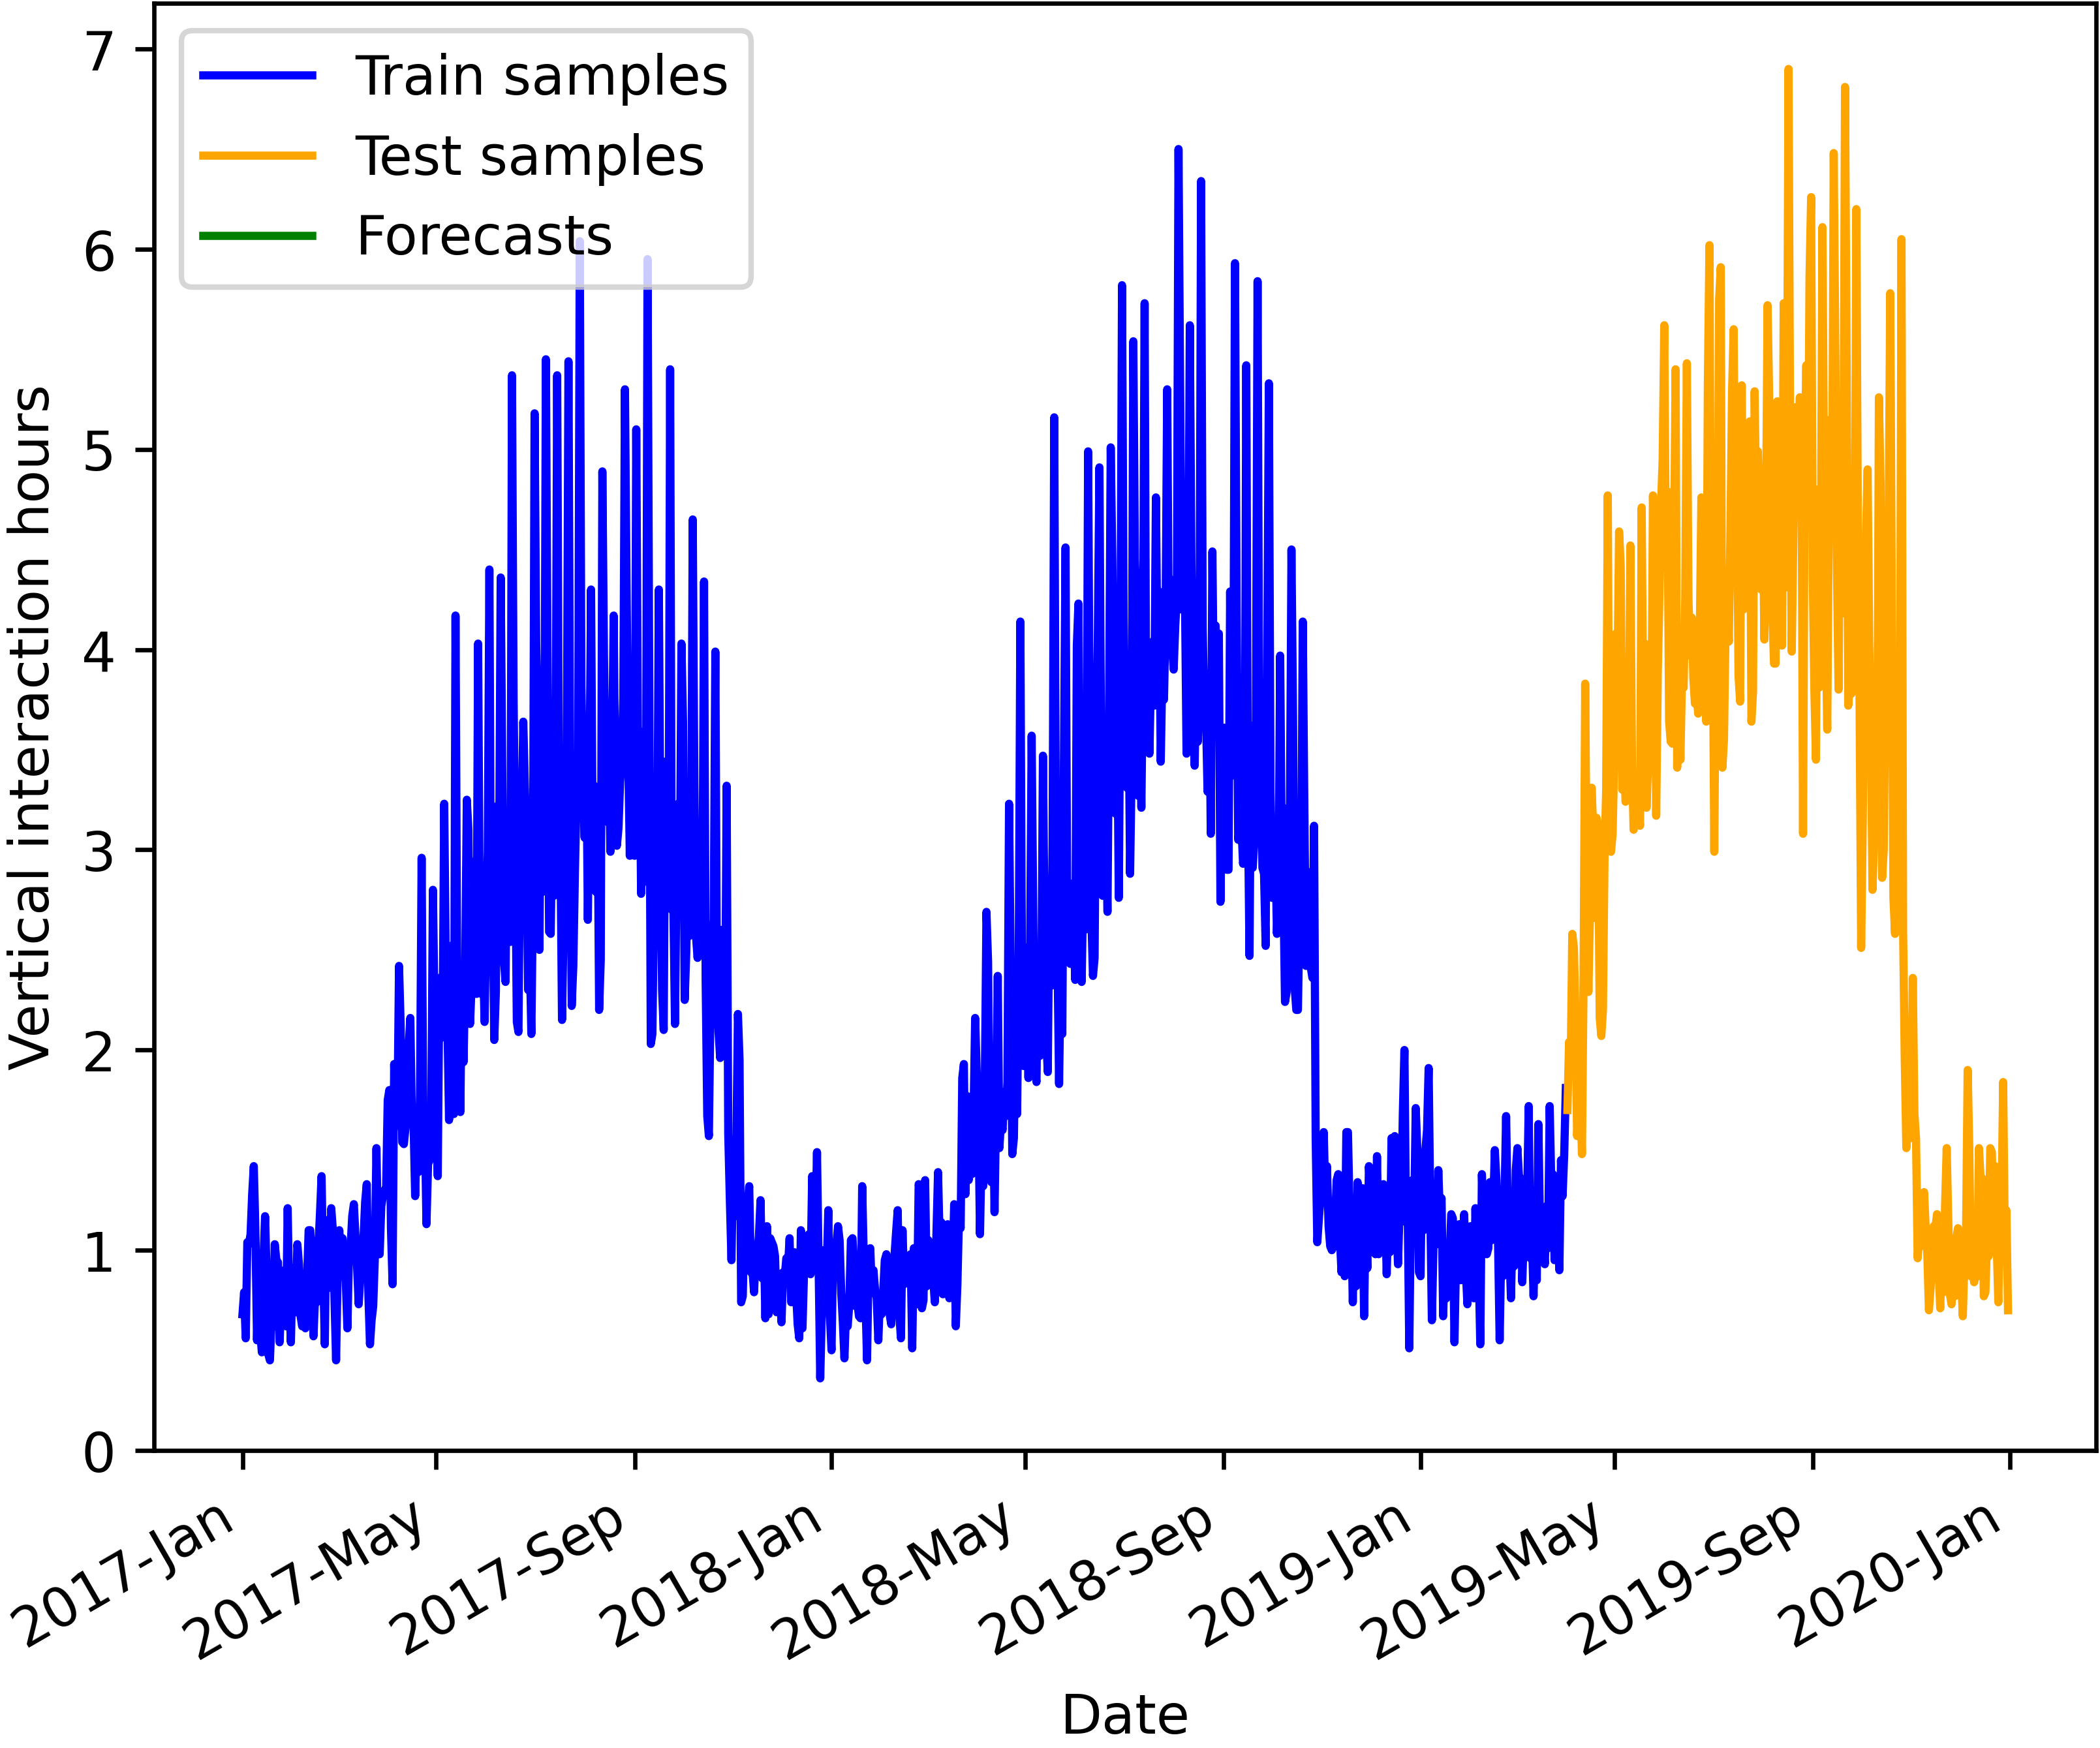 Train samples
Test samples
Forecasts
Vertical interaction hours
7
6
5
4
3
2
1
0
2017-Jan
2017-May
2017-Sep
2018-Jan
2018-May
2018-Sep
2019-Jan
2019-May
2019-Sep
2020-Jan
Date